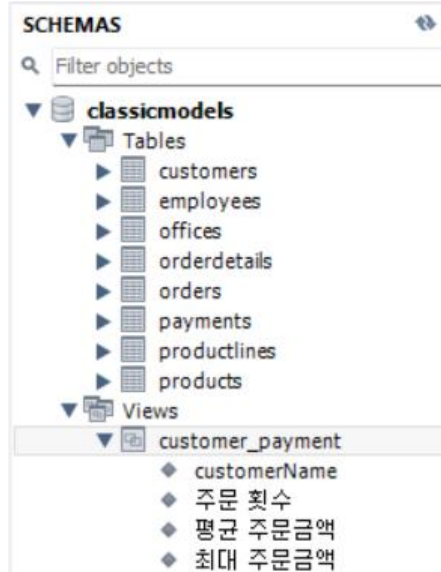 SCHEMAS
Filter objects
classicmodels
Tables
customers
employees
offices
orderdetails
orders
payments
productlines
products
Views
customer_payment
customerName
주문 횟수
평균 주문금액
최대 주문금액